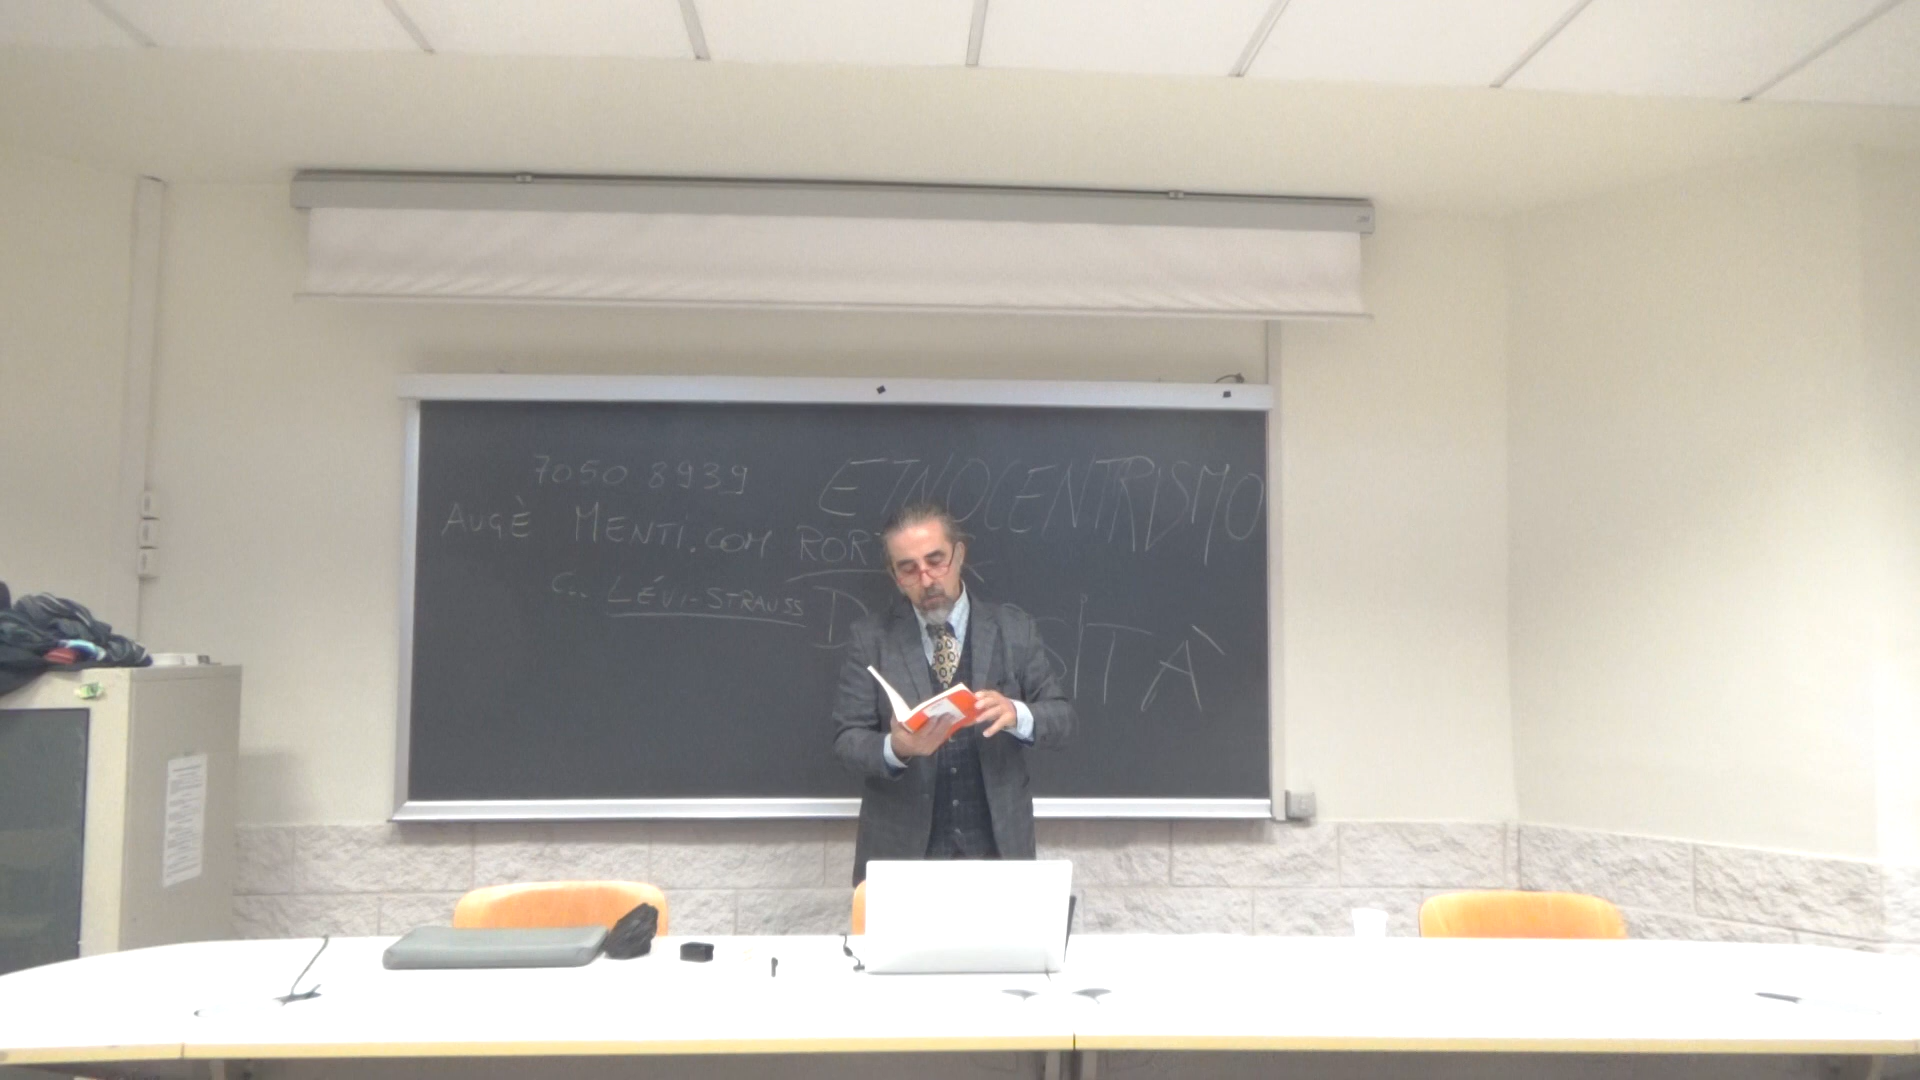 7050 8939
ETNOCENTRISMO
AUGÈ MENTI.COM
C.. LÉVI-STRAUSS